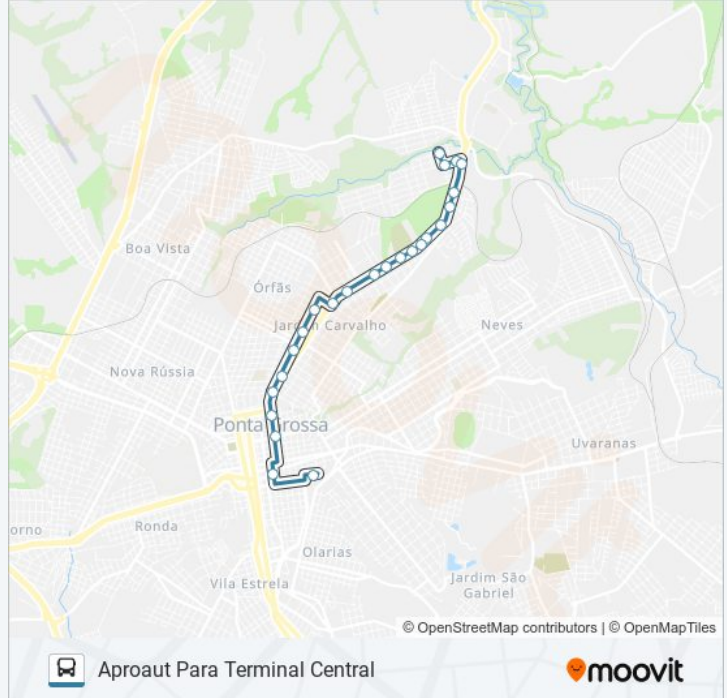 Boa Vista
Órfãs
Jardim Carvalho
Neves
Nova Rússia
Ponta Grossa
Uvaranas
orno
Ronda
Olarias
Vila Estrela
Jardim São
Gabriel
© OpenStreetMap contributors | © OpenMapTiles
Aproaut Para Terminal Central
moovit